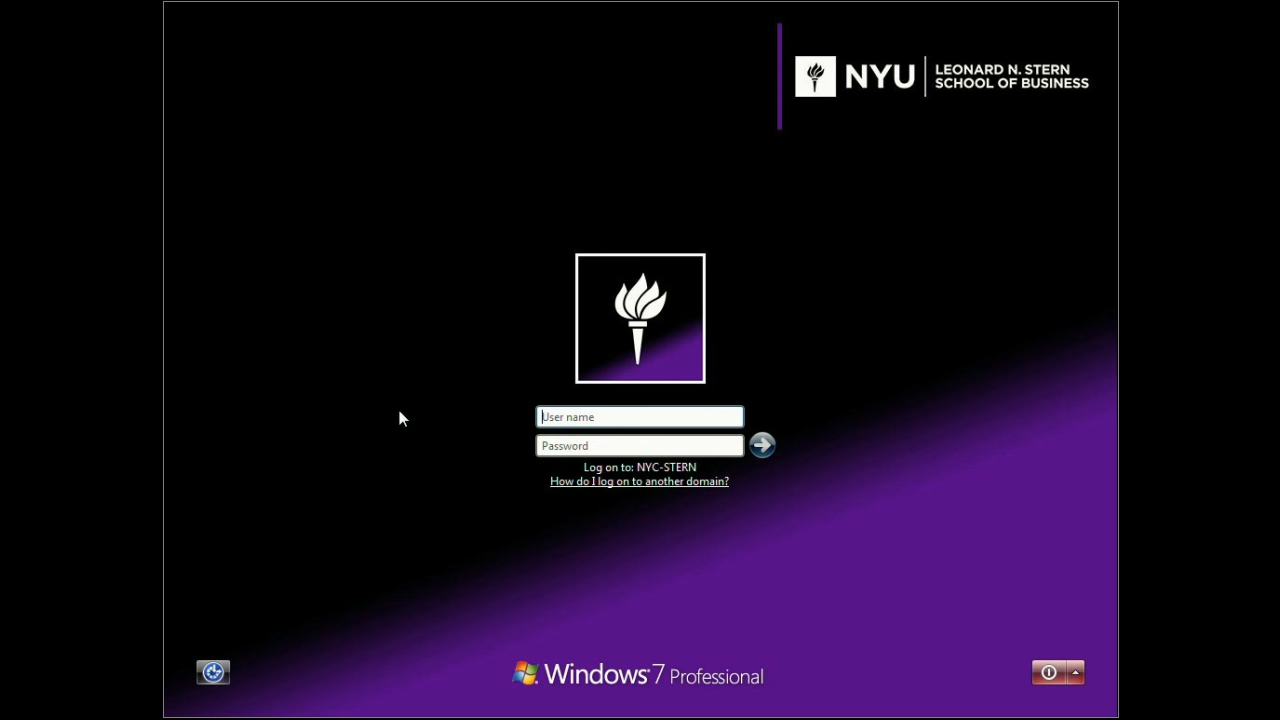 NYU
LEONARD N. STERN
SCHOOL OF BUSINESS
User name
Password
Log on to: NYC-STERN
How do I log on to another domain?
Windows 7 Professional